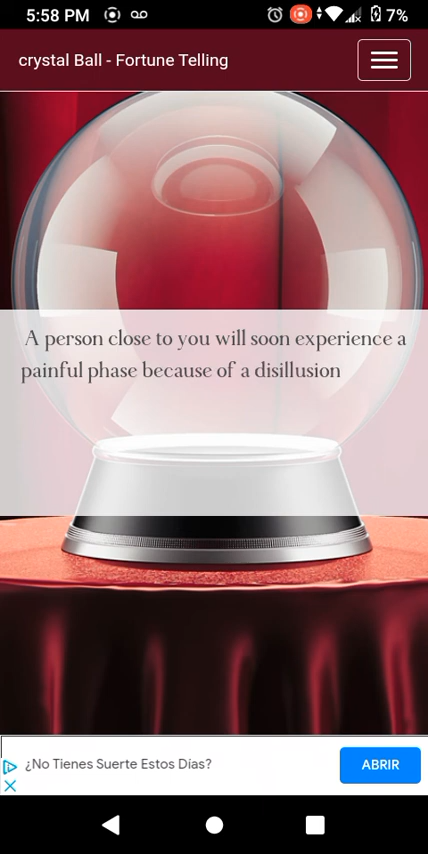 5:58 PM 7%
crystal Ball - Fortune Telling
A person close to you will soon experience a
painful phase because of a disillusion
¿No Tienes Suerte Estos Días?
ABRIR